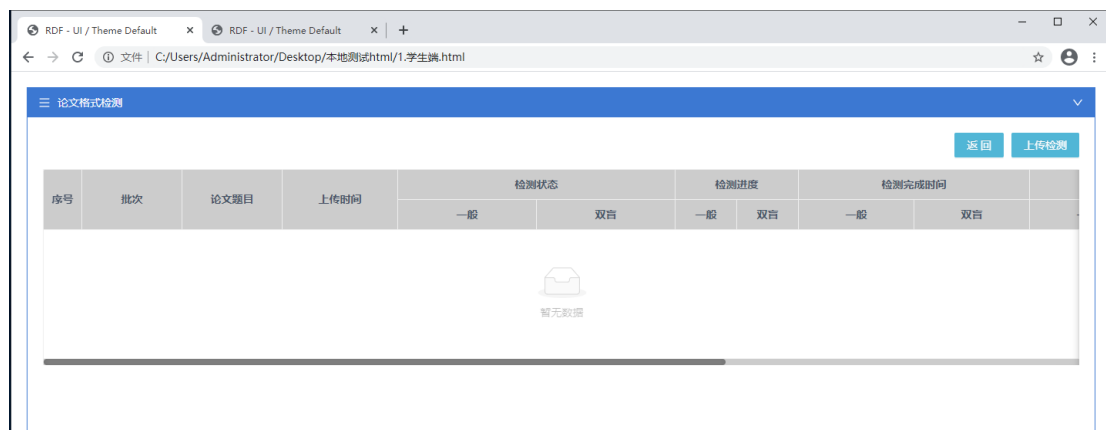 RDF - UI / Theme Default
RDF - UI / Theme Default
文件 | C:/Users/Administrator/Desktop/本地测试html/1.学生端.html
论文格式检测
返回 上传检测
序号 批次 论文题目 上传时间 检测状态 检测进度 检测完成时间
一般 双盲 一般 双盲 一般 双盲
暂无数据